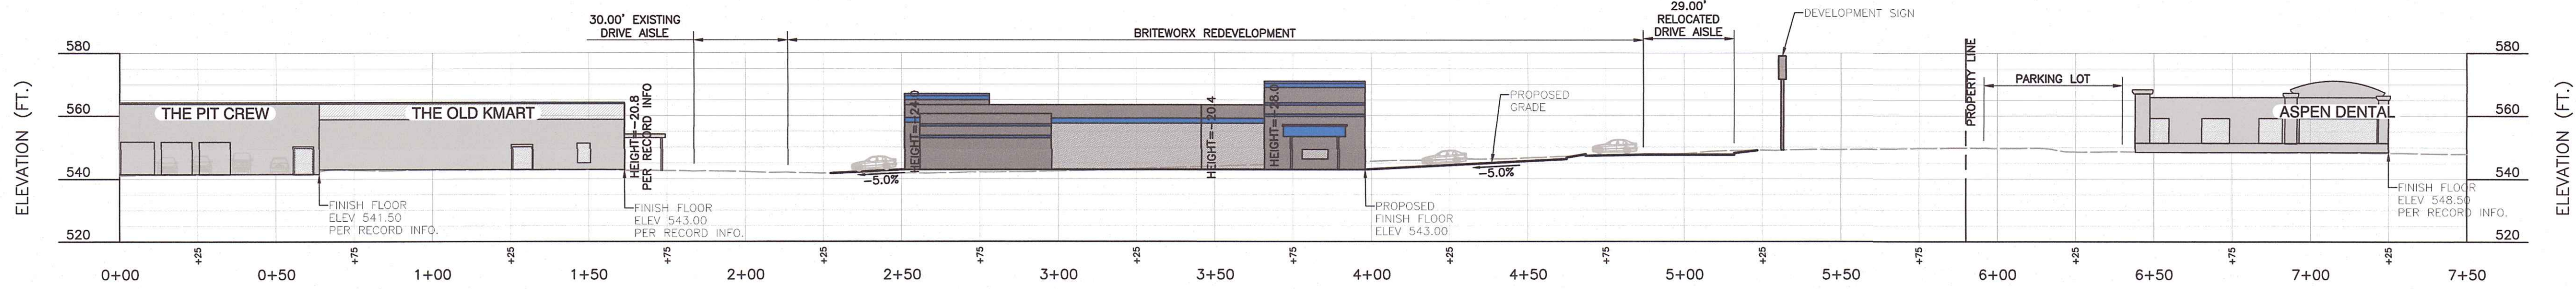 30.00' EXISTING
DRIVE AISLE
BRITEWORX REDEVELOPMENT
29.00'
RELOCATED
DRIVE AISLE
DEVELOPMENT SIGN
PROPERTY LINE
PARKING LOT
ELEVATION (FT.)
580
560
540
520
THE PIT CREW
THE OLD KMART
HEIGHT=-20.8
PER RECORD INFO
HEIGHT=-24.0
HEIGHT=-20.4
HEIGHT=-28.0
PROPOSED
GRADE
ASPEN DENTAL
-5.0%
-5.0%
FINISH FLOOR
ELEV 541.50
PER RECORD INFO.
FINISH FLOOR
ELEV 543.00
PER RECORD INFO.
PROPOSED
FINISH FLOOR
ELEV 543.00
FINISH FLOOR
ELEV 548.50
PER RECORD INFO.
580
560
540
520
ELEVATION (FT.)
0+00 +25 0+50 +75 1+00 +25 1+50 +75 2+00 +25 2+50 +75 3+00 +25 3+50 +75 4+00 +25 4+50 +75 5+00 +25 5+50 +75 6+00 +25 6+50 +75 7+00 +25 7+50